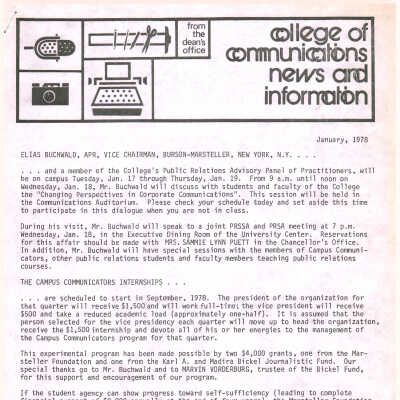 from
the
dean's
office
college of
communications
news and
information
January, 1978
ELIAS BUCHWALD, APR, VICE CHAIRMAN, BURSON-MARSTELLER, NEW YORK, N.Y. . . .
. . . and a member of the College's Public Relations Advisory Panel of Practitioners, will
be on campus Tuesday, Jan. 17 through Thursday, Jan. 19. From 9 a.m. until noon on
Wednesday, Jan. 18, Mr. Buchwald will discuss with students and faculty of the College
the "Changing Perspectives in Corporate Communications". This session will be held in
the Communications Auditorium. Please check your schedule today and set aside this time
to participate in this dialogue when you are not in class.
During his visit, Mr. Buchwald will speak to a joint PRSSA and PRSA meeting at 7 p.m.
Wednesday, Jan. 18, in the Executive Dining Room of the University Center. Reservations
for this affair should be made with MRS. SAMMIE LYNN PUETT in the Chancellor's Office.
In addition, Mr. Buchwald will have special sessions with the members of Campus Communi-
cators, other public relations students and faculty members teaching public relations
courses.
THE CAMPUS COMMUNICATORS INTERNSHIPS . . .
. . . are scheduled to start in September, 1978. The president of the organization for
that quarter will receive $1,500 and will work full-time; the vice president will receive
$500 and take a reduced academic load (approximately one-half). It is assumed that the
person selected for the vice presidency each quarter will move up to head the organization,
receive the $1,500 internship and devote all of his or her energies to the management of
the Campus Communicators program for that quarter.
This experimental program has been made possible by two $4,000 grants, one from the Mar-
steller Foundation and one from the Karl A. and Madira Bickel Journalistic Fund. Our
special thanks go to Mr. Buchwald and to MARVIN VORDERBURG, trustee of the Bickel Fund,
for this support and encouragement of our program.
If the student agency can show progress toward self-sufficiency (leading to complete